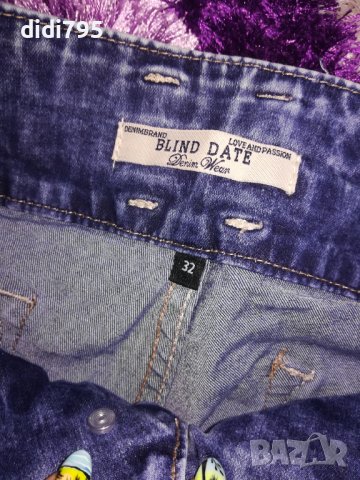 didi795
DENIMBRAND LOVE AND PASSION
BLIND DATE
Denim Wear
32
BAZAR